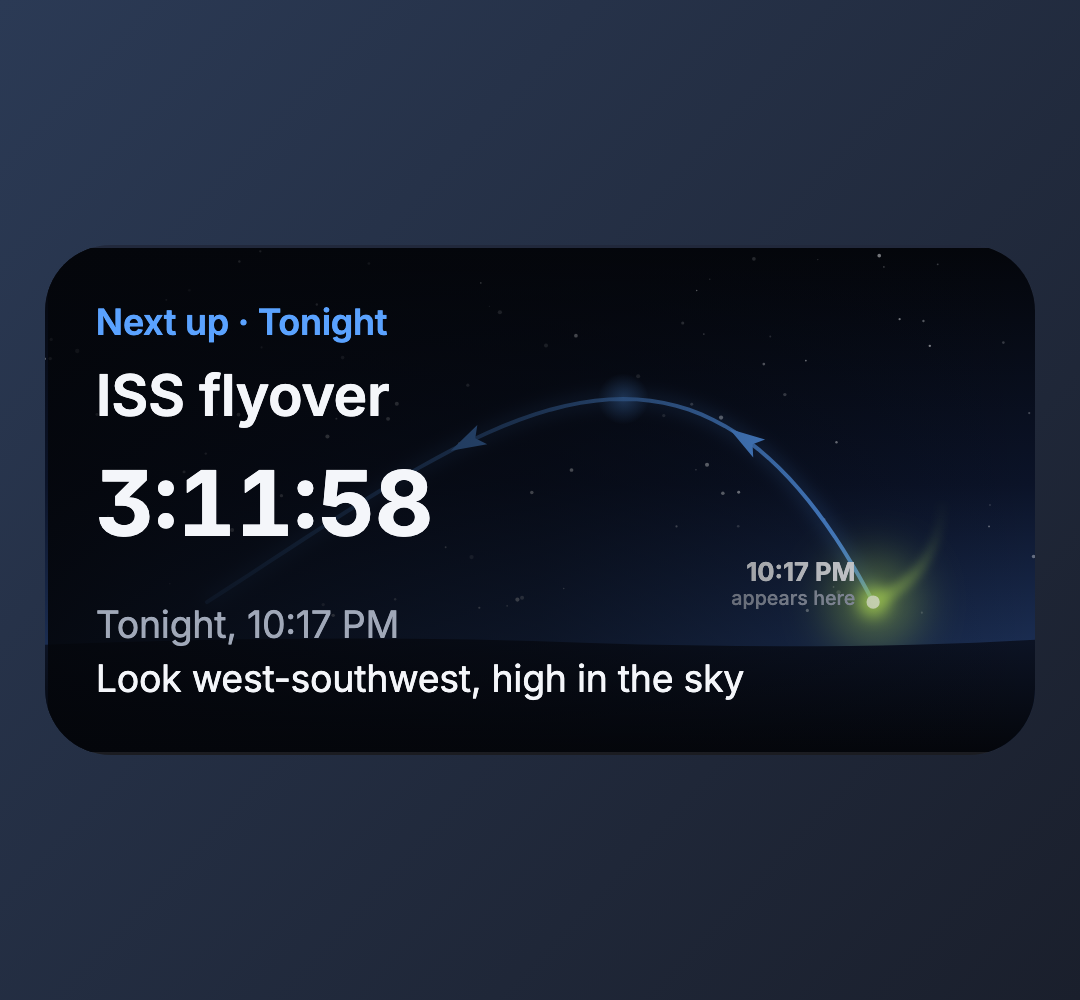 Next up · Tonight
ISS flyover
3:11:58
10:17 PM
appears here
Tonight, 10:17 PM
Look west-southwest, high in the sky